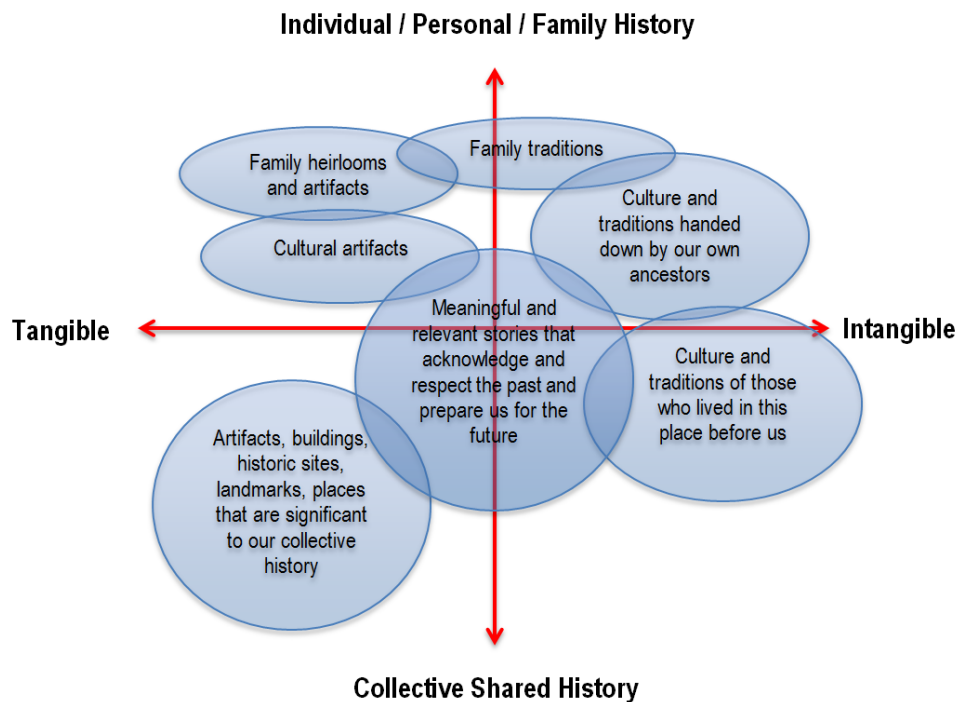 Individual / Personal / Family History
Family heirlooms
and artifacts
Family traditions
Culture and
traditions handed
down by our own
ancestors
Cultural artifacts
Tangible
Meaningful and
relevant stories that
acknowledge and
respect the past and
prepare us for the
future
Intangible
Culture and
traditions of those
who lived in this
place before us
Artifacts, buildings,
historic sites,
landmarks, places
that are significant
to our collective
history
Collective Shared History